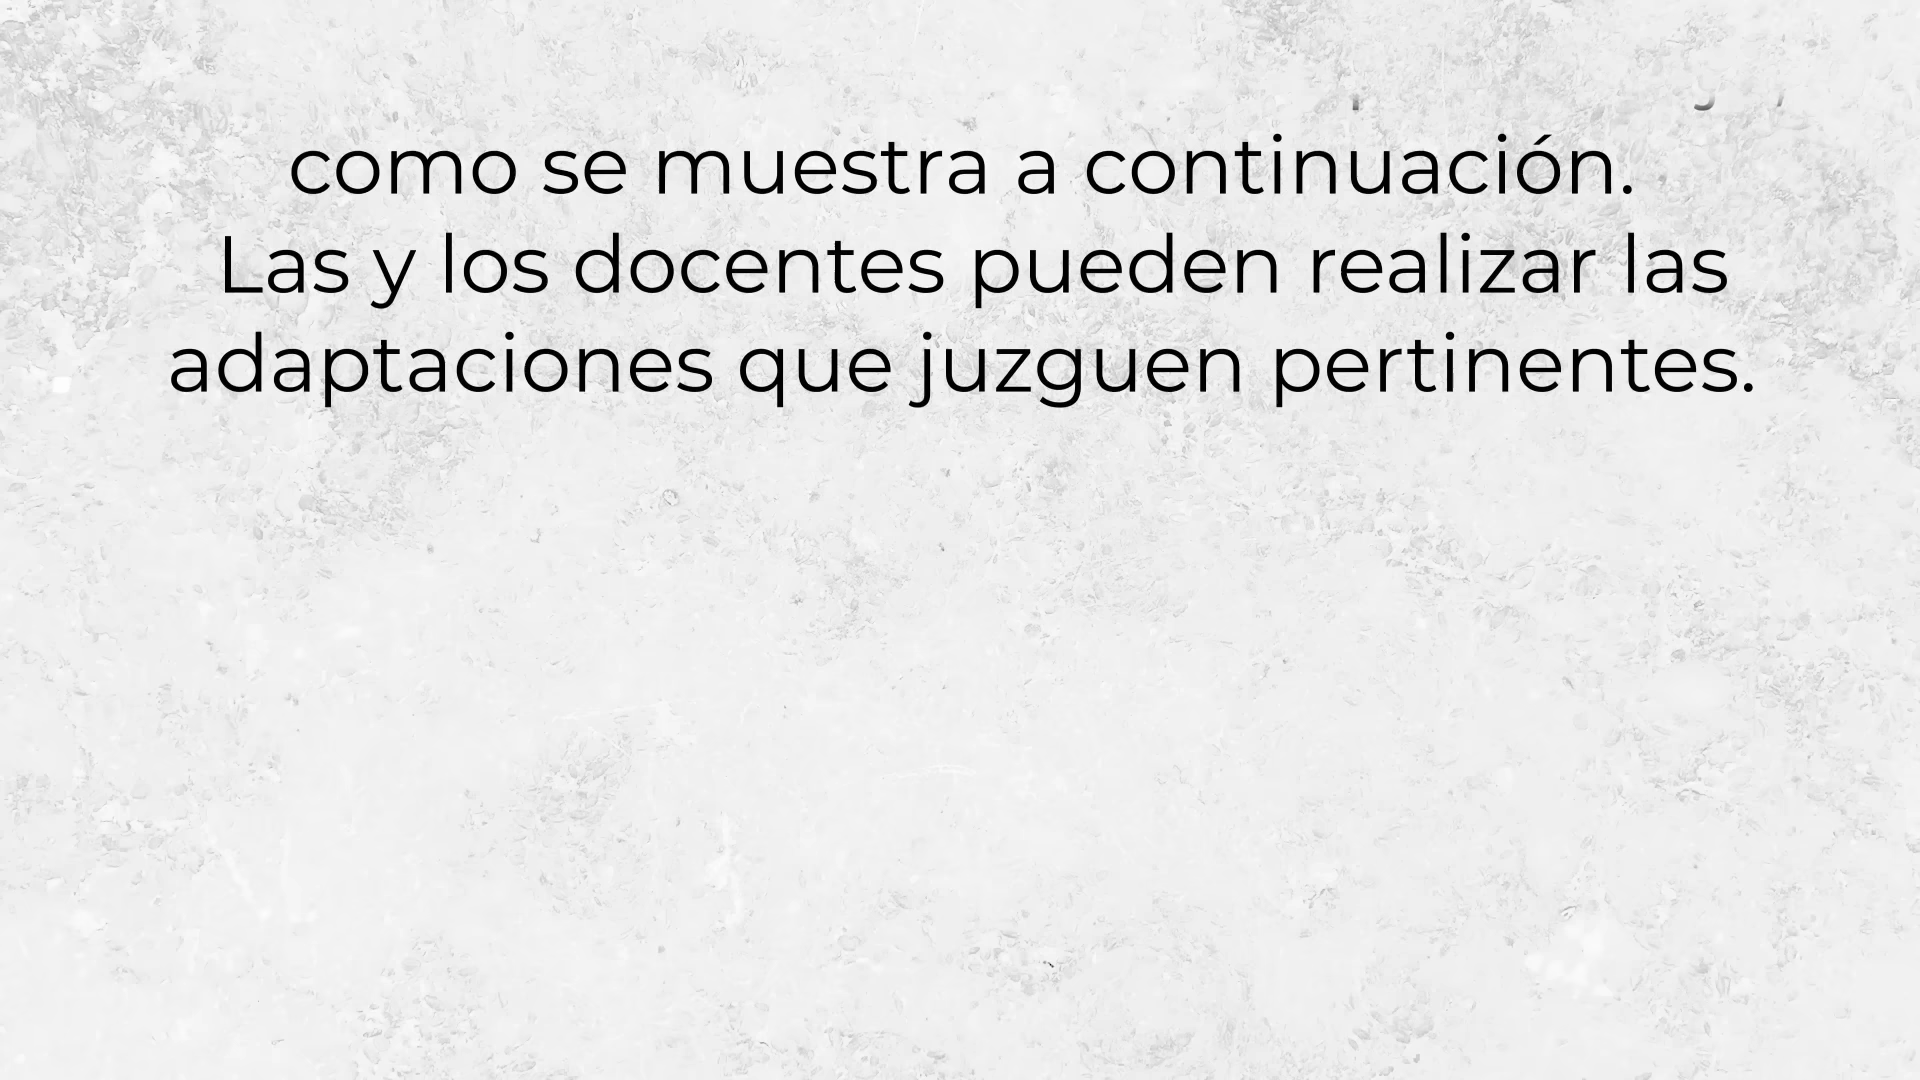 como se muestra a continuación.
Las y los docentes pueden realizar las
adaptaciones que juzguen pertinentes.